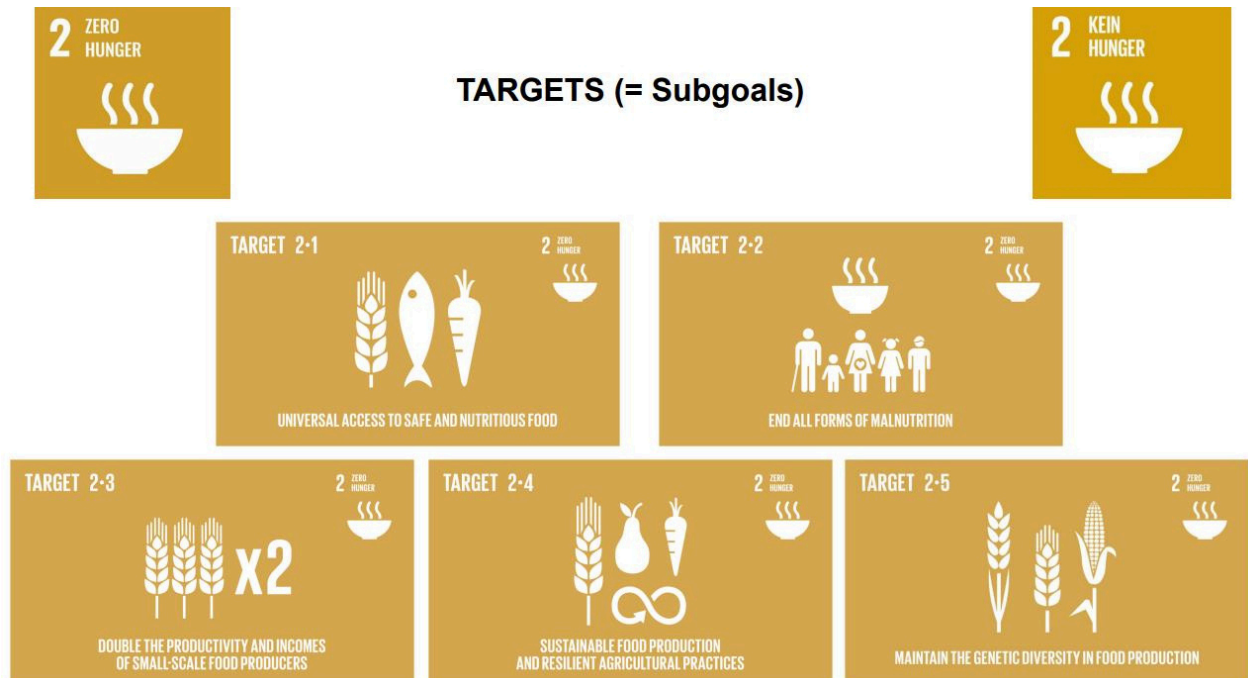 2 ZERO
HUNGER
TARGETS (= Subgoals)
2 KEIN
HUNGER
TARGET 2·1
2 ZERO
HUNGER
UNIVERSAL ACCESS TO SAFE AND NUTRITIOUS FOOD
TARGET 2·2
2 ZERO
HUNGER
END ALL FORMS OF MALNUTRITION
TARGET 2·3
2 ZERO
HUNGER
x2
DOUBLE THE PRODUCTIVITY AND INCOMES
OF SMALL-SCALE FOOD PRODUCERS
TARGET 2·4
2 ZERO
HUNGER
SUSTAINABLE FOOD PRODUCTION
AND RESILIENT AGRICULTURAL PRACTICES
TARGET 2·5
2 ZERO
HUNGER
MAINTAIN THE GENETIC DIVERSITY IN FOOD PRODUCTION